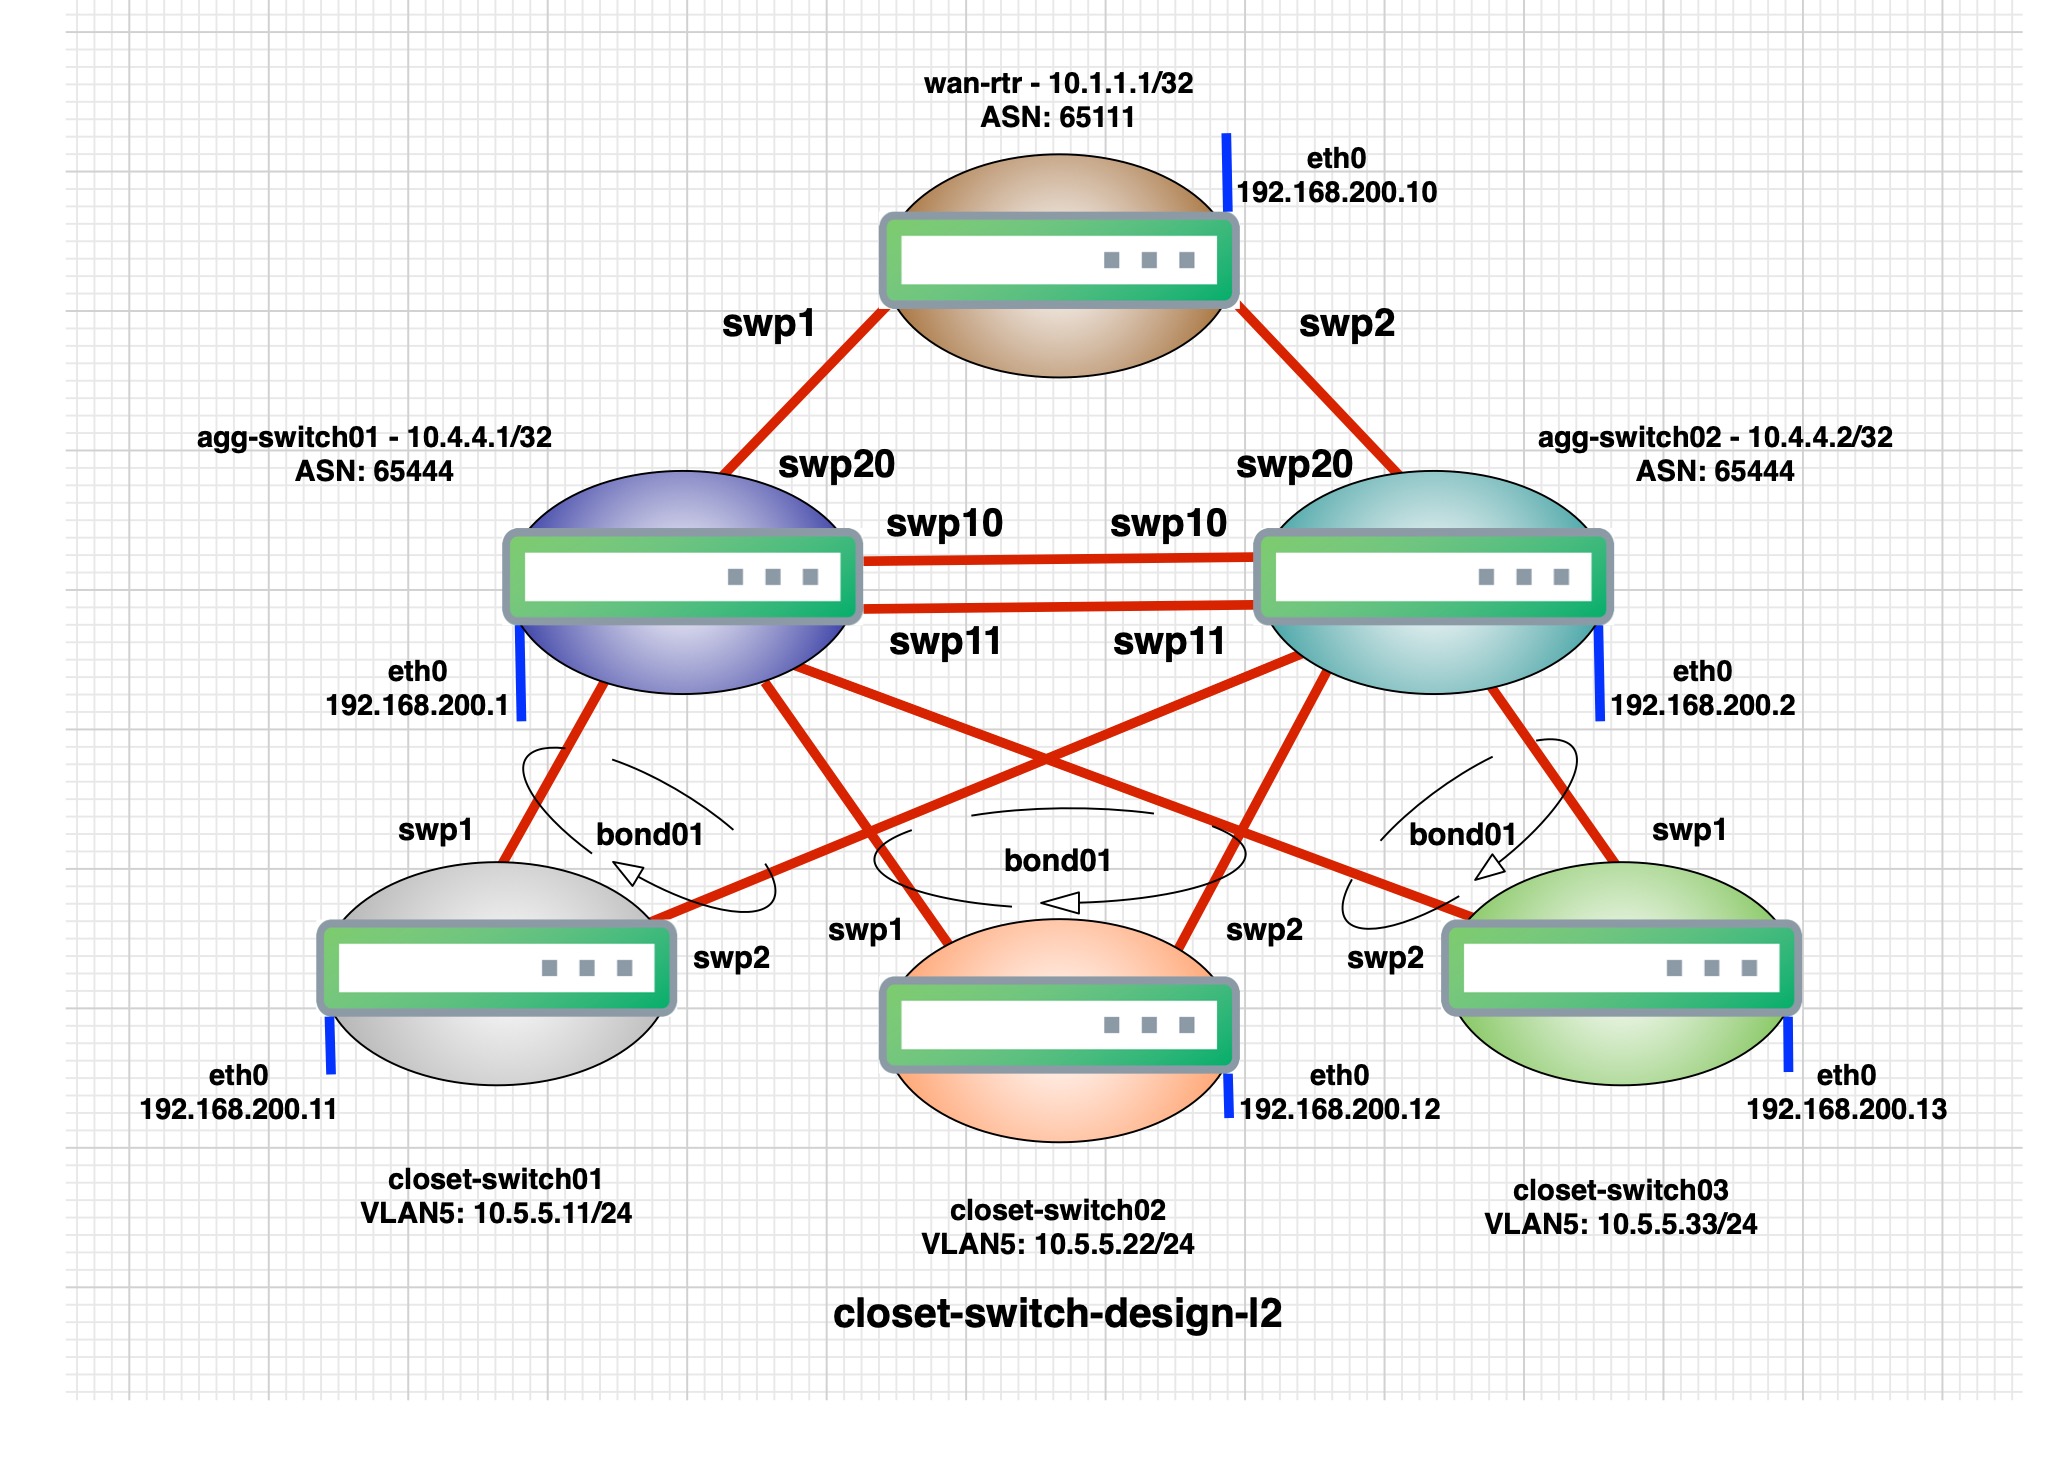 wan-rtr - 10.1.1.1/32
ASN: 65111
eth0
192.168.200.10
swp1
swp2
agg-switch01 - 10.4.4.1/32
ASN: 65444
agg-switch02 - 10.4.4.2/32
ASN: 65444
swp20
swp20
swp10
swp10
swp11
swp11
eth0
192.168.200.1
eth0
192.168.200.2
swp1
bond01
bond01
bond01
swp1
swp2
swp1
swp2
swp2
eth0
192.168.200.11
eth0
192.168.200.12
eth0
192.168.200.13
closet-switch01
VLAN5: 10.5.5.11/24
closet-switch02
VLAN5: 10.5.5.22/24
closet-switch03
VLAN5: 10.5.5.33/24
closet-switch-design-l2